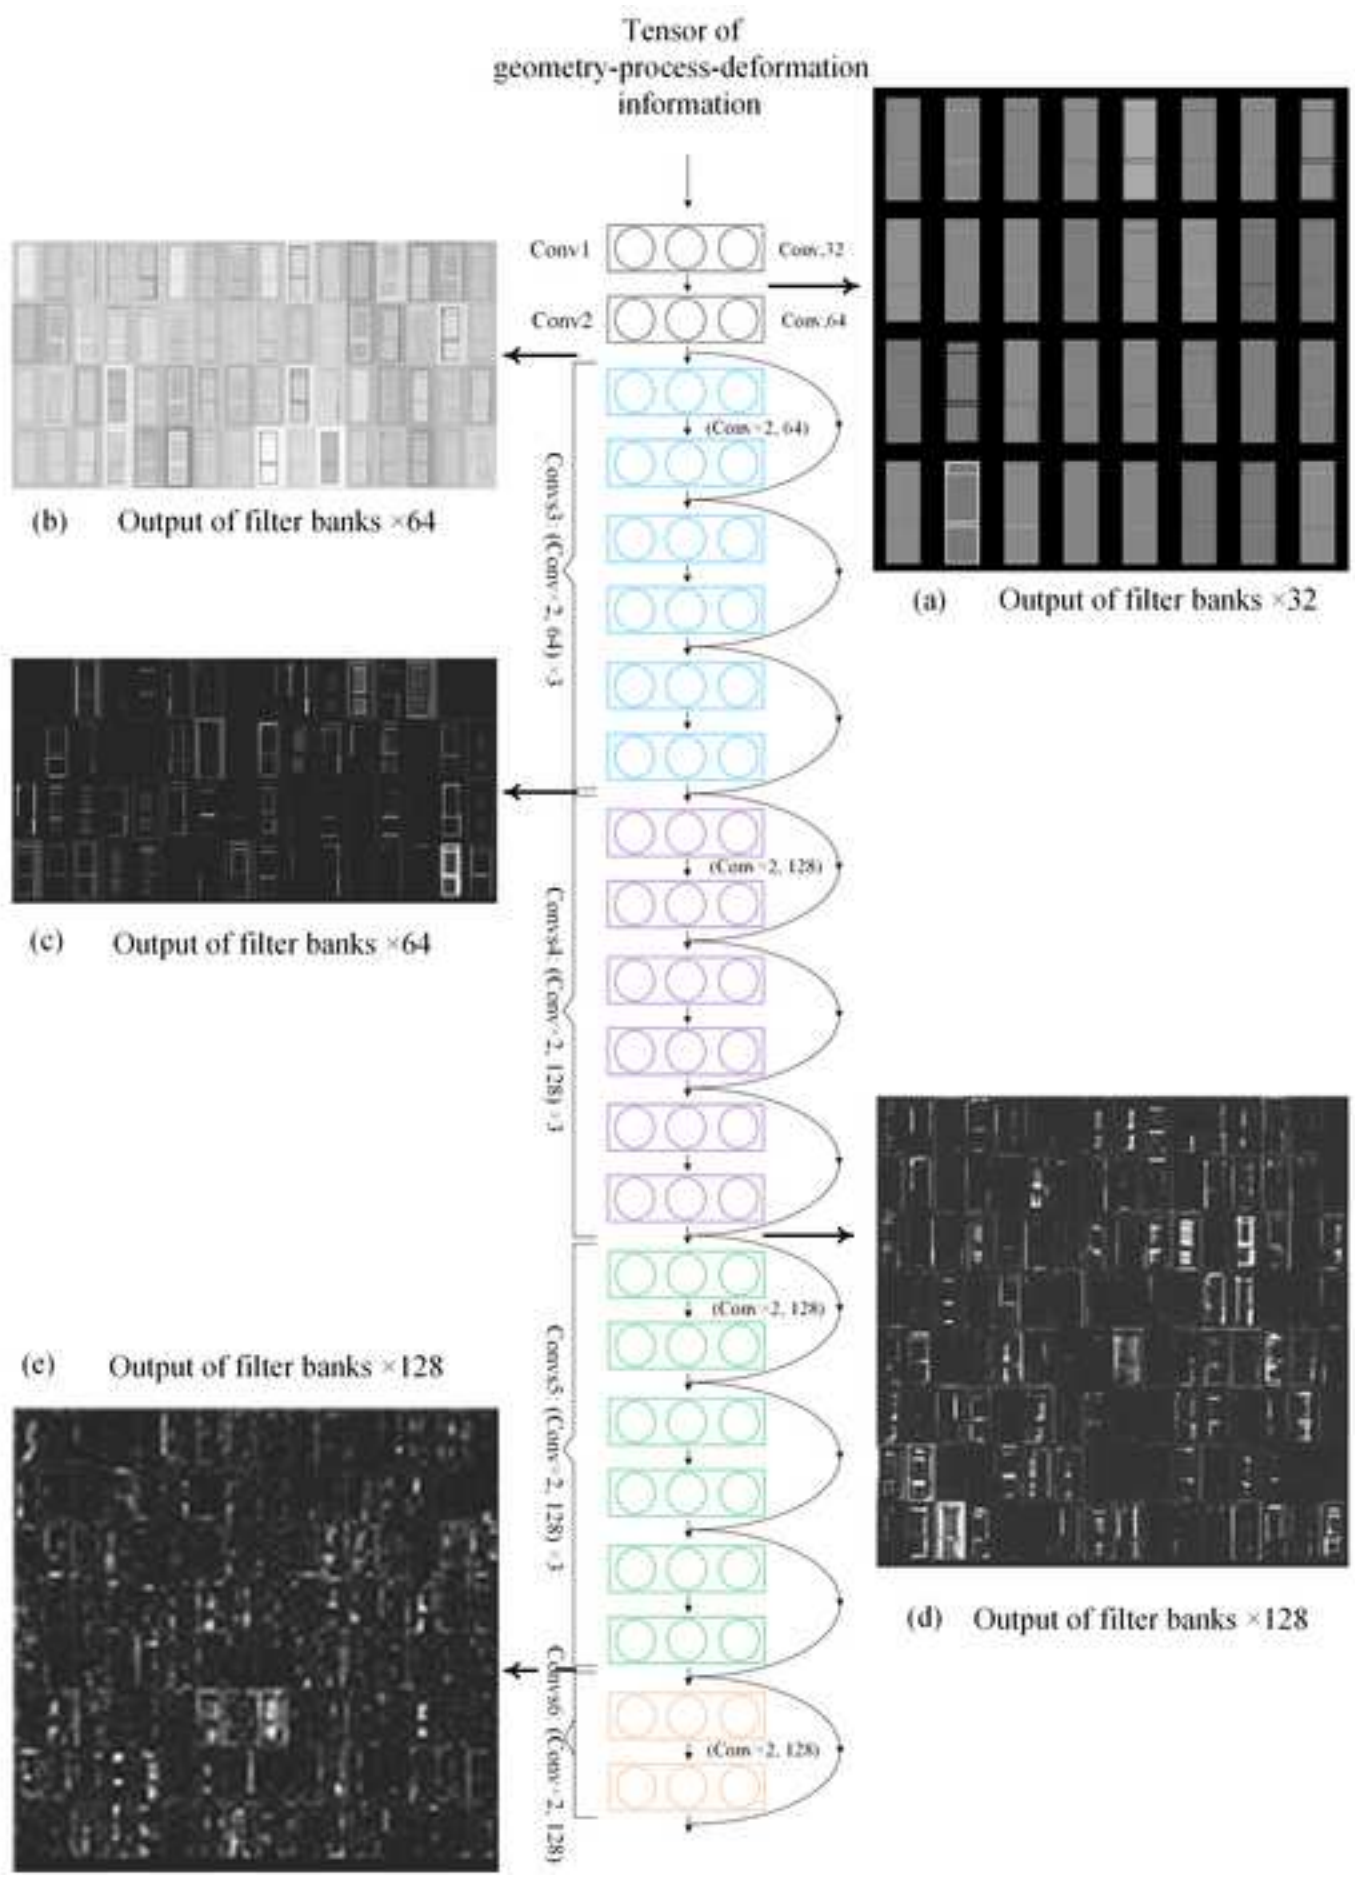 Tensor of
geometry-process-deformation
information
Conv1
Conv,32
Conv2
Conv,64
(Conv×2, 64)
Convs3: (Conv×2, 64) ×3
(b) Output of filter banks ×64
(a) Output of filter banks ×32
(Conv×2, 128)
Convs4: (Conv×2, 128) ×3
(c) Output of filter banks ×64
(Conv×2, 128)
Convs5: (Conv×2, 128) ×3
(e) Output of filter banks ×128
(d) Output of filter banks ×128
Convs6: (Conv×2, 128)
(Conv×2, 128)